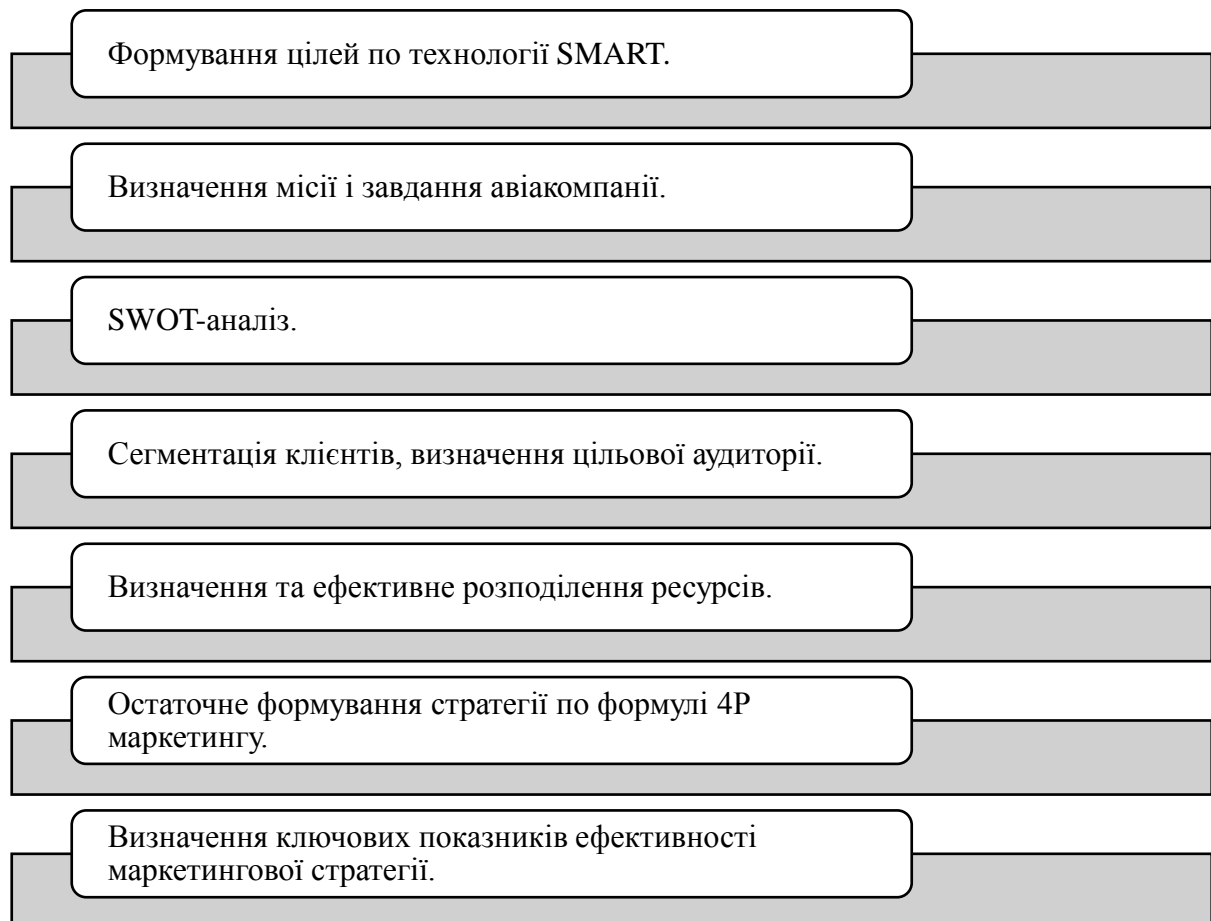 Формування цілей по технології SMART.
Визначення місії і завдання авіакомпанії.
SWOT-аналіз.
Сегментація клієнтів, визначення цільової аудиторії.
Визначення та ефективне розподілення ресурсів.
Остаточне формування стратегії по формулі 4P
маркетингу.
Визначення ключових показників ефективності
маркетингової стратегії.